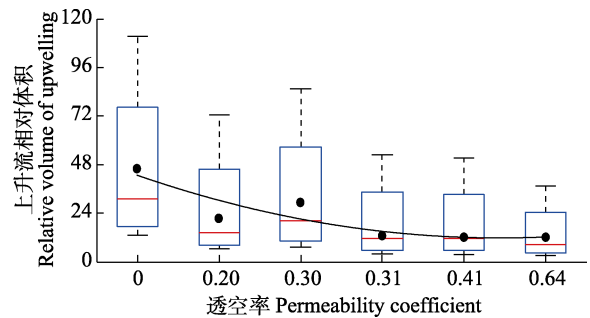 120
96
72
48
24
0
上升流相对体积
Relative volume of upwelling
0 0.20 0.30 0.31 0.41 0.64
透空率 Permeability coefficient